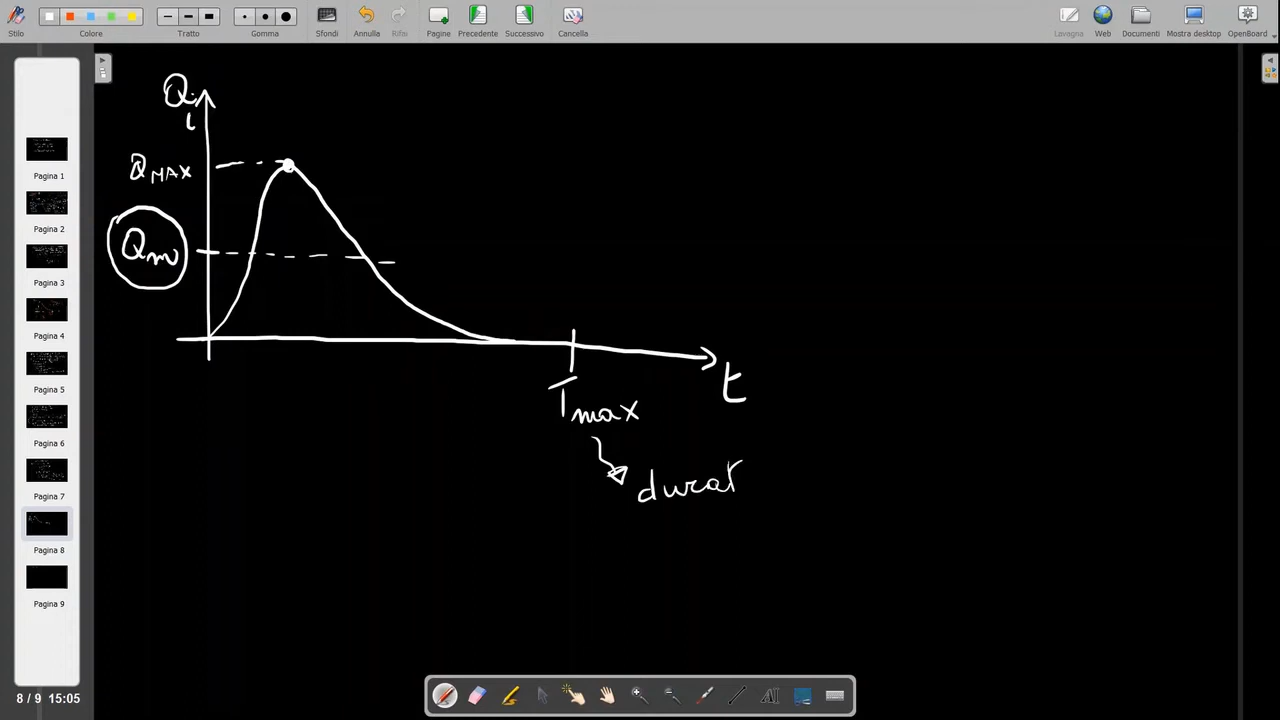 Stilo Colore Tratto Gomma Sfondi Annulla Rifai Pagine Precedente Successivo Cancella Lavagna Web Documenti Mostra desktop OpenBoard
Q
i
Q MAX
Qm
t
Tmax
durat
Pagina 1
Pagina 2
Pagina 3
Pagina 4
Pagina 5
Pagina 6
Pagina 7
Pagina 8
Pagina 9
8 / 9 15:05
AI